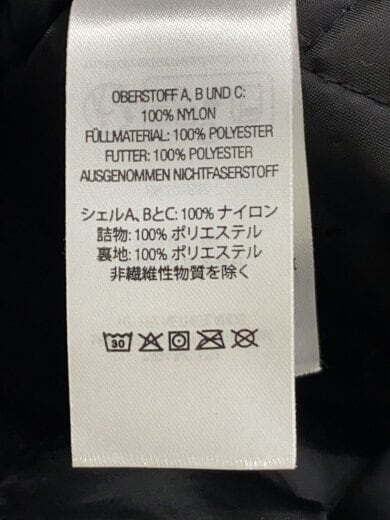 OBERSTOFF A, B UND C:
100% NYLON
FÜLLMATERIAL: 100% POLYESTER
FUTTER: 100% POLYESTER
AUSGENOMMEN NICHTFASERSTOFF
シェルA、BとC: 100% ナイロン
詰物: 100% ポリエステル
裏地: 100% ポリエステル
非繊維性物質を除く
30